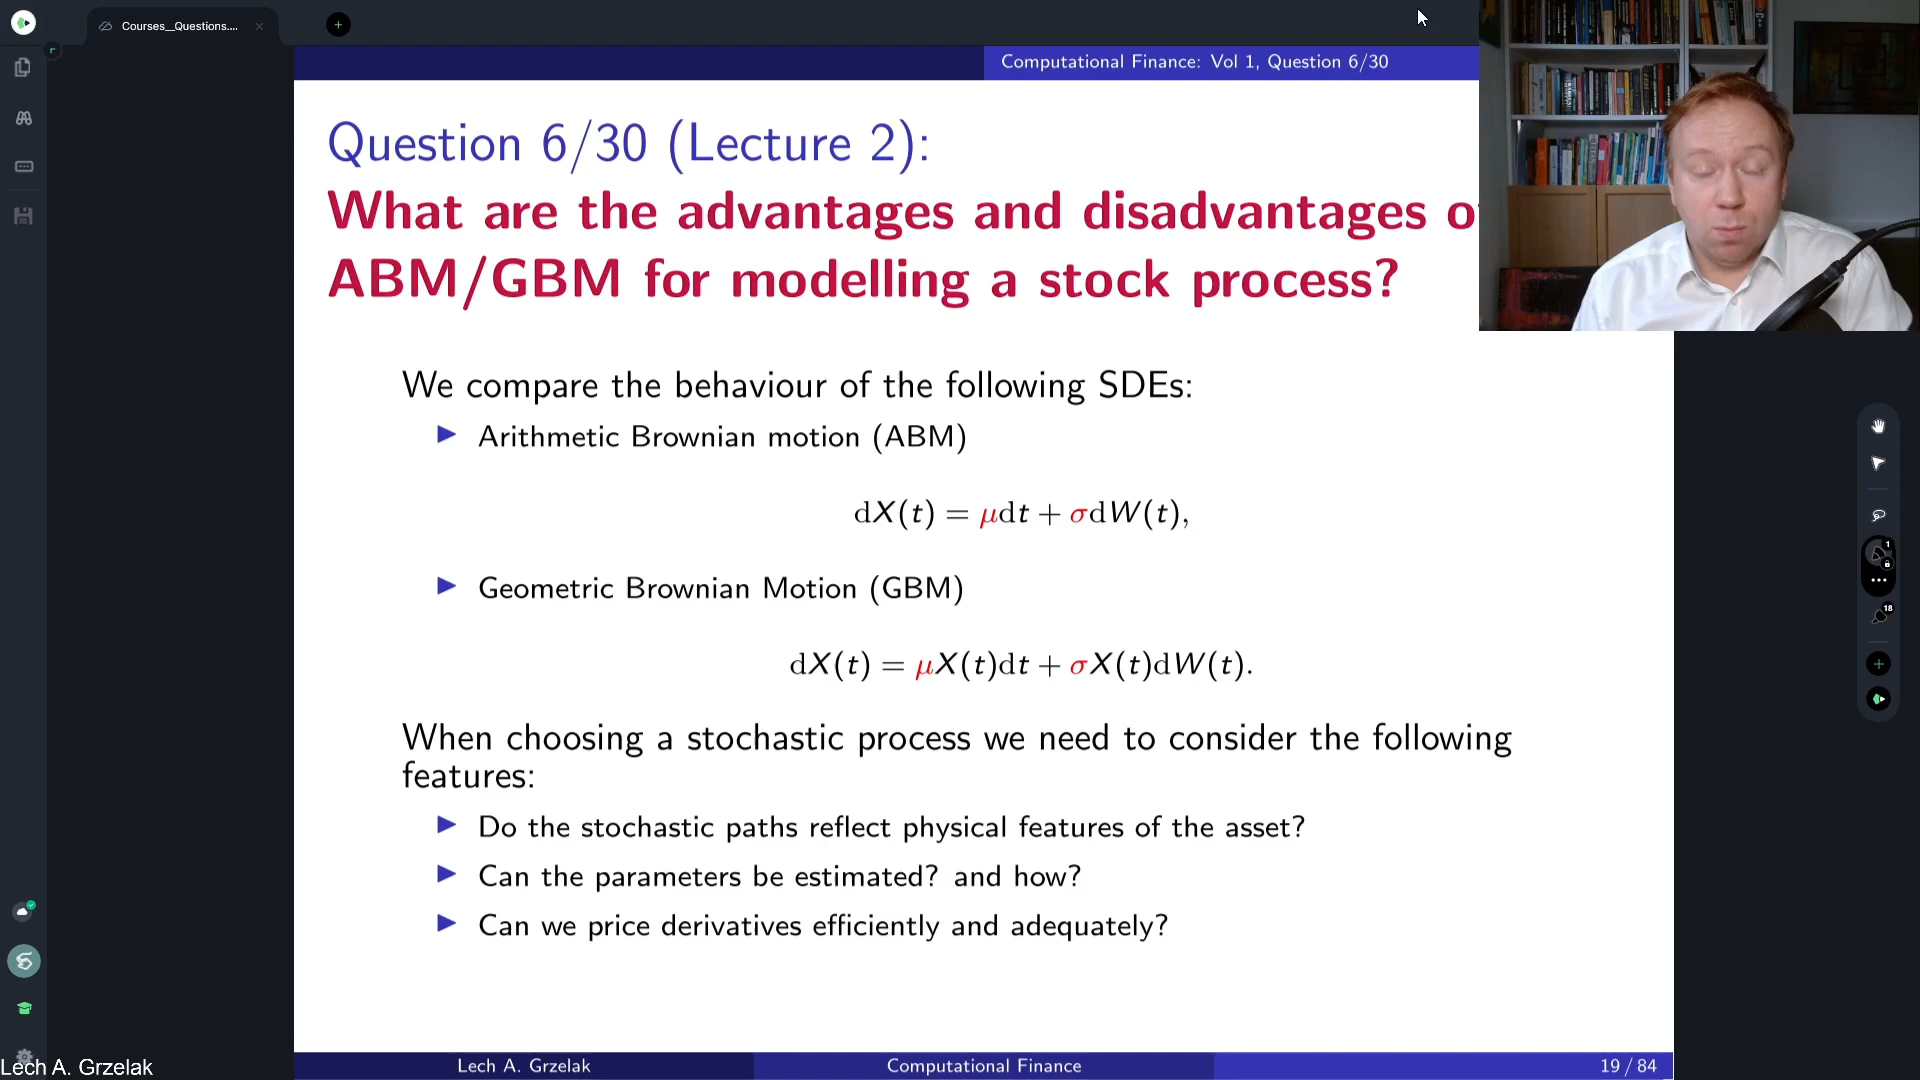 Courses__Questions....
Computational Finance: Vol 1, Question 6/30
Question 6/30 (Lecture 2):
What are the advantages and disadvantages o
ABM/GBM for modelling a stock process?
We compare the behaviour of the following SDEs:
▶ Arithmetic Brownian motion (ABM)
dX(t) = μdt + σdW(t),
▶ Geometric Brownian Motion (GBM)
dX(t) = μX(t)dt + σX(t)dW(t).
When choosing a stochastic process we need to consider the following
features:
▶ Do the stochastic paths reflect physical features of the asset?
▶ Can the parameters be estimated? and how?
▶ Can we price derivatives efficiently and adequately?
1
18
Lech A. Grzelak
Lech A. Grzelak
Computational Finance
19 / 84